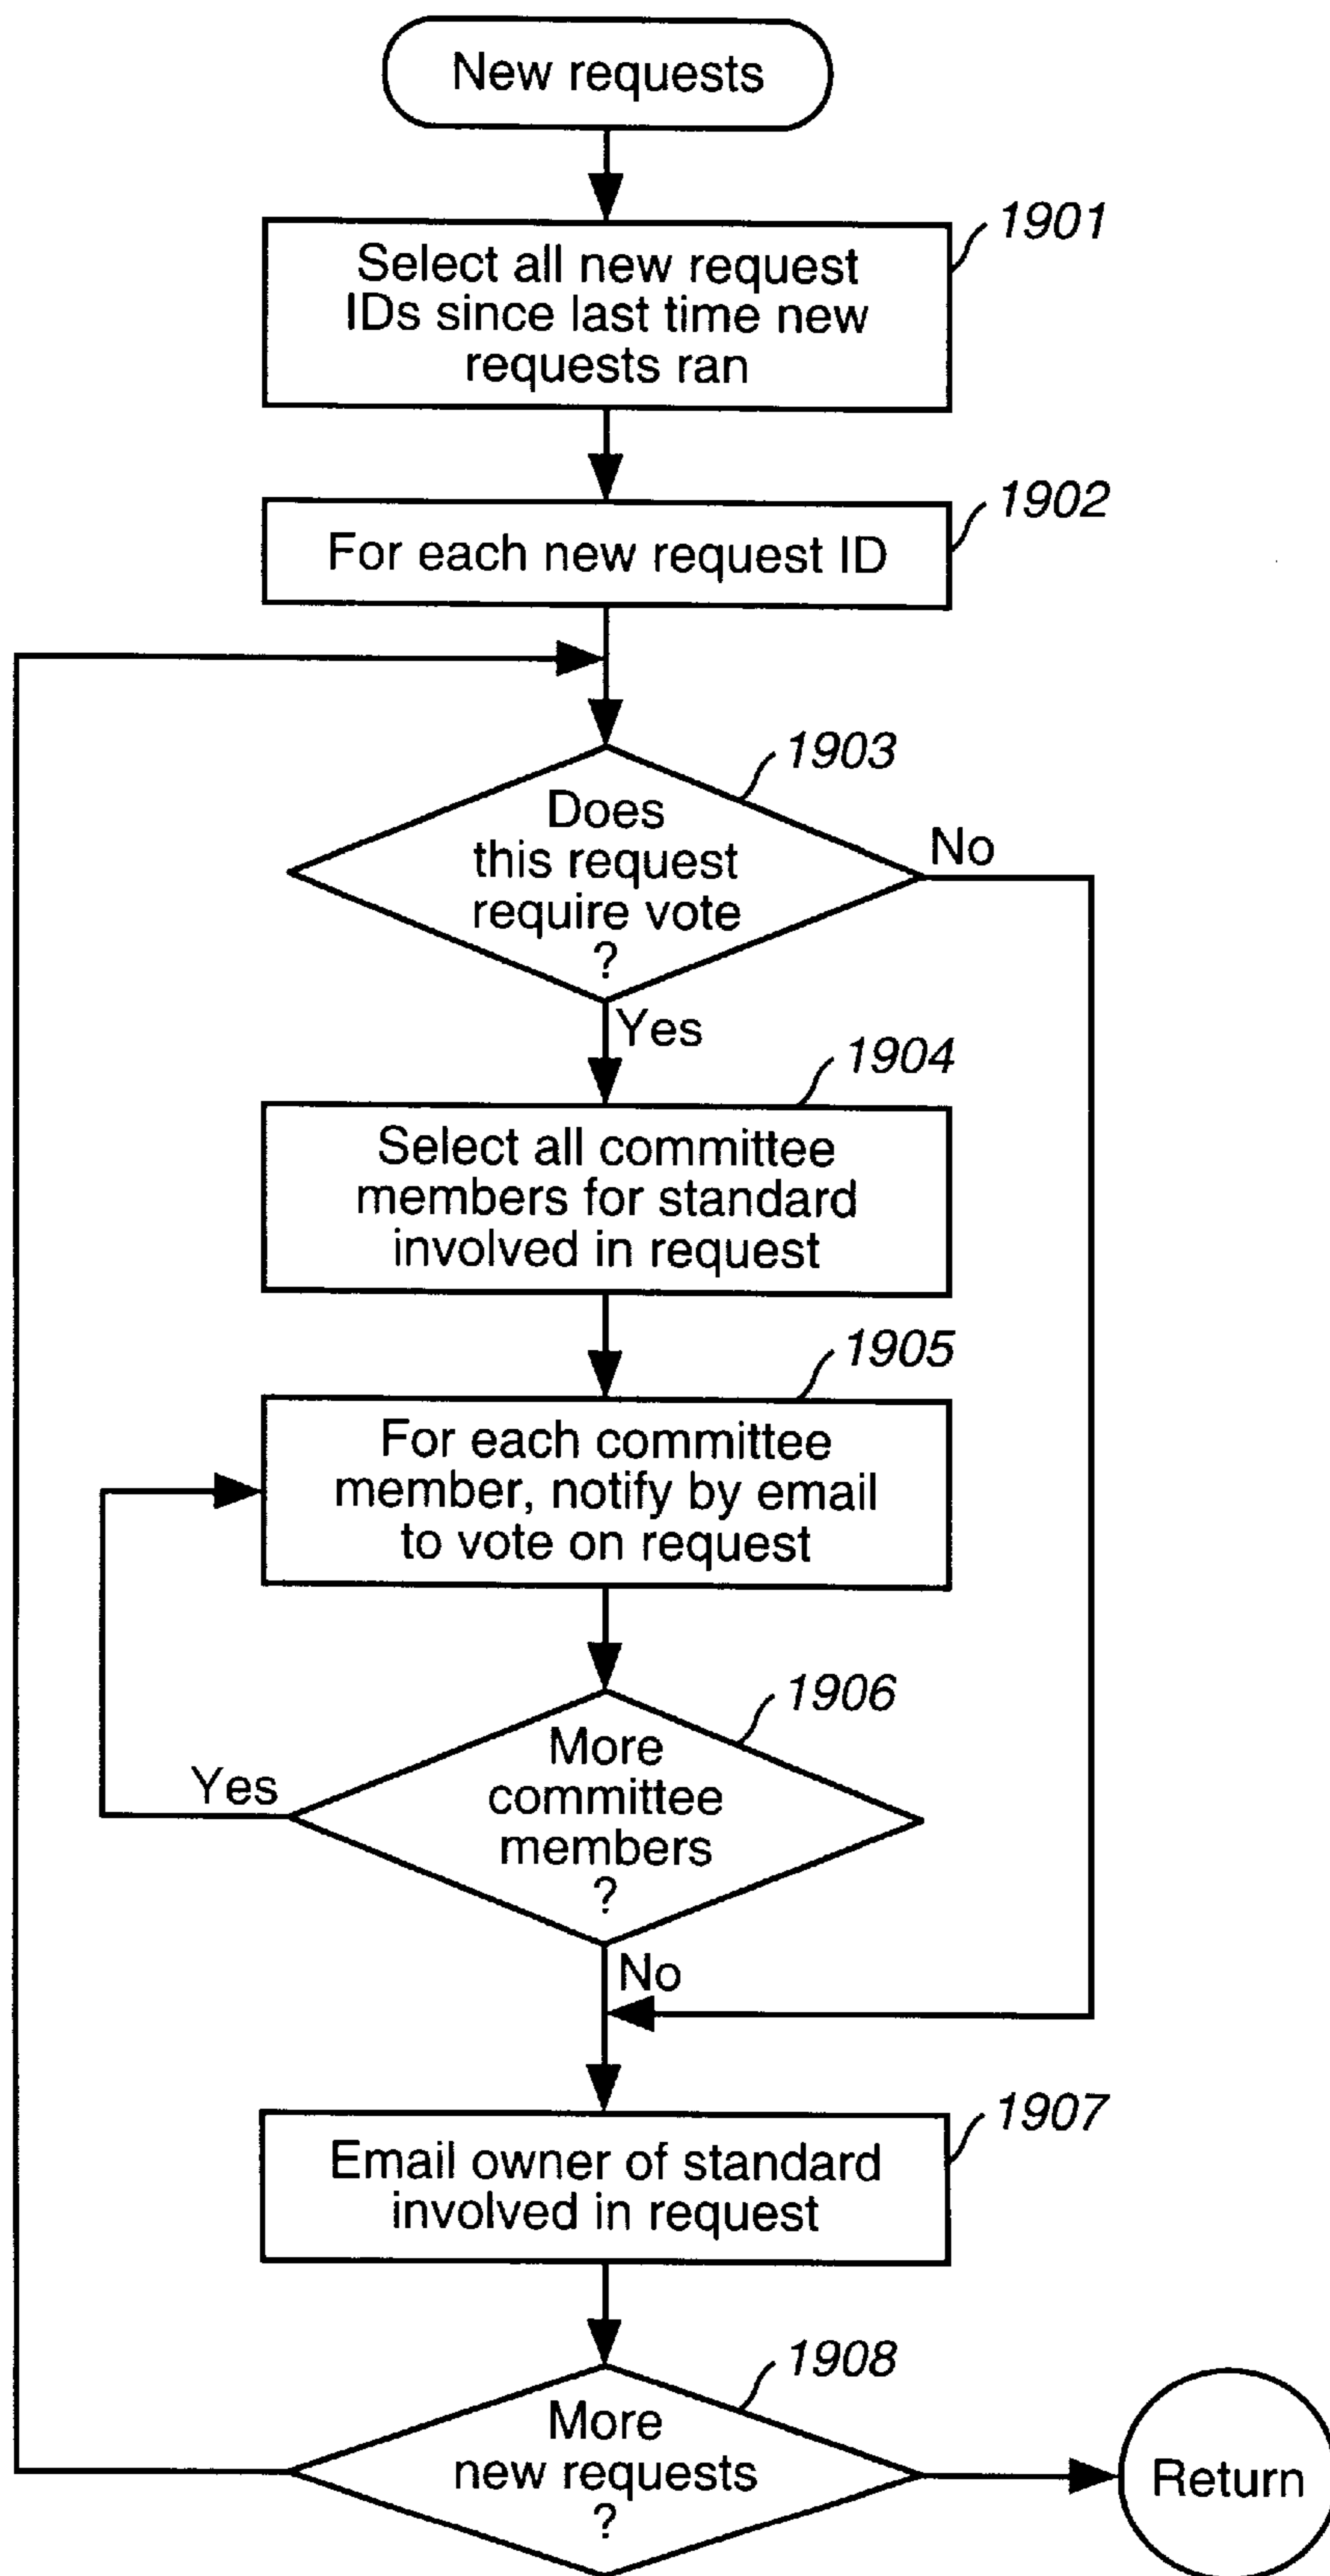 New requests
1901
Select all new request
IDs since last time new
requests ran
1902
For each new request ID
1903
Does
this request
require vote
?
No
Yes
1904
Select all committee
members for standard
involved in request
1905
For each committee
member, notify by email
to vote on request
1906
More
committee
members
?
Yes
No
1907
Email owner of standard
involved in request
1908
More
new requests
?
Return